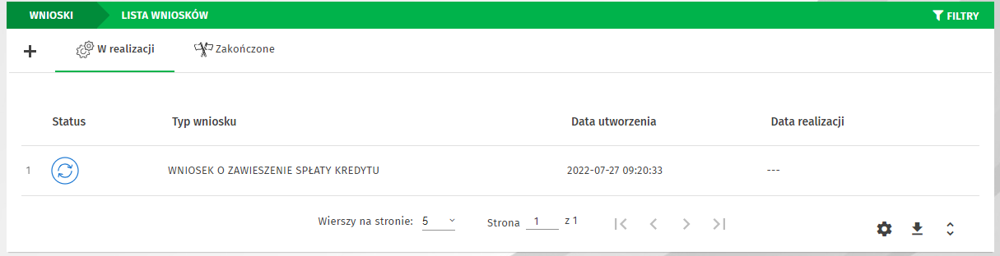 WNIOSKI LISTA WNIOSKÓW FILTRY
W realizacji Zakończone
Status Typ wniosku Data utworzenia Data realizacji
1 WNIOSEK O ZAWIESZENIE SPŁATY KREDYTU 2022-07-27 09:20:33 ---
Wierszy na stronie: 5 Strona 1 z 1